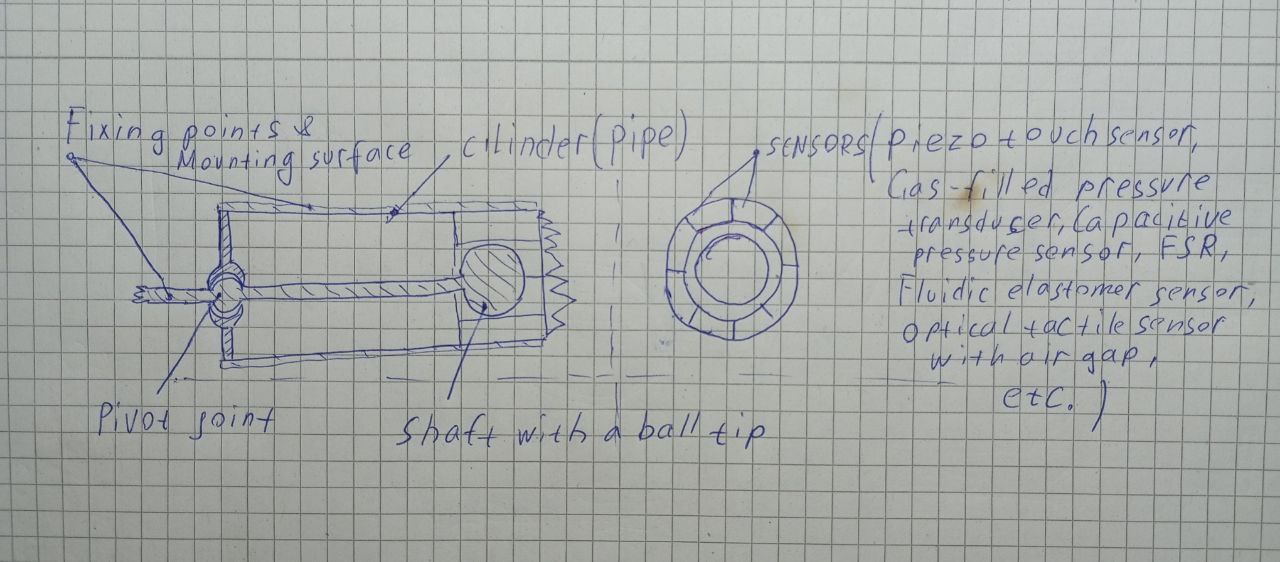 Fixing points &
Mounting surface
cilinder(pipe)
SENSORS(piezo touch sensor,
Gas-filled pressure
transducer, Capacitive
pressure sensor, FSR,
Fluidic elastomer sensor,
optical tactile sensor
with air gap,
etc.)
Pivot joint
Shaft with a ball tip